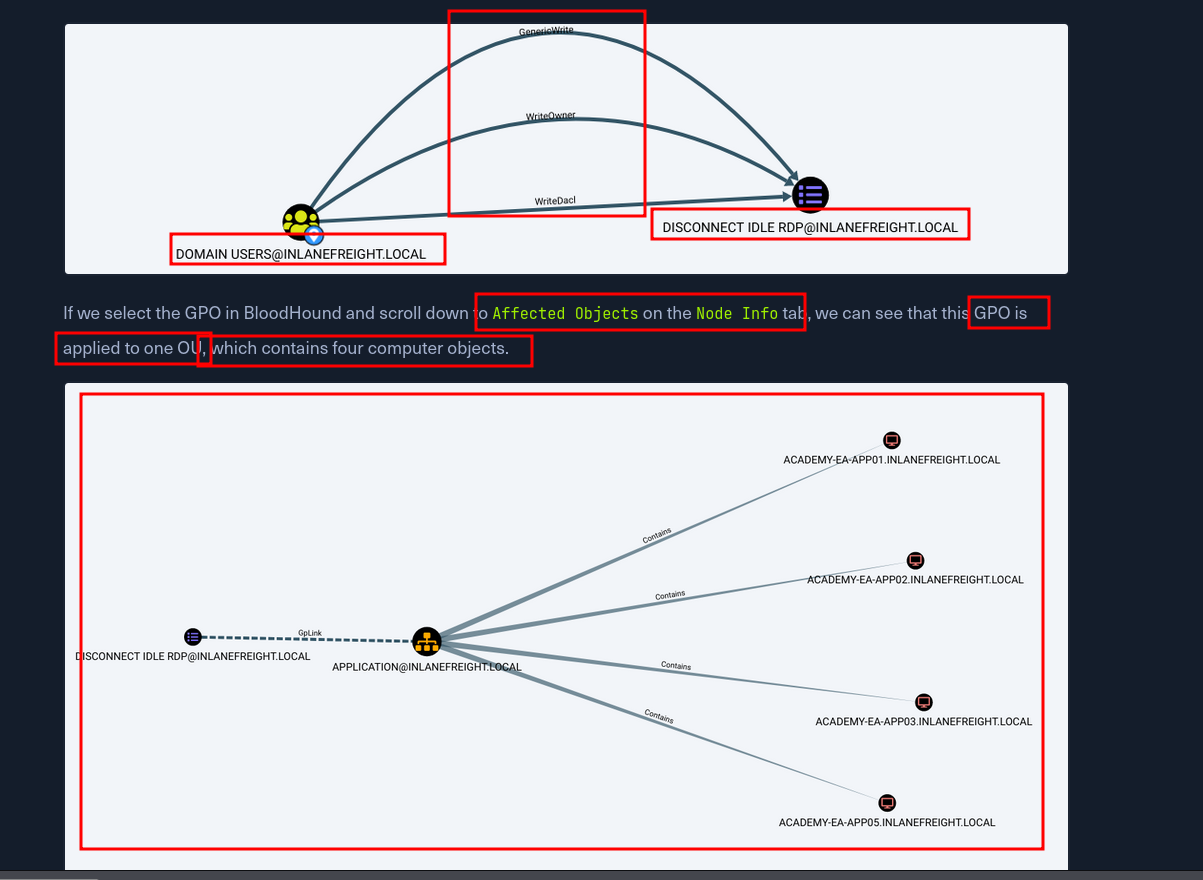 GenericWrite
WriteOwner
WriteDacl
DISCONNECT IDLE RDP@INLANEFREIGHT.LOCAL
DOMAIN USERS@INLANEFREIGHT.LOCAL
If we select the GPO in BloodHound and scroll down to Affected Objects on the Node Info tab, we can see that this GPO is
applied to one OU, which contains four computer objects.
ACADEMY-EA-APP01.INLANEFREIGHT.LOCAL
Contains
ACADEMY-EA-APP02.INLANEFREIGHT.LOCAL
Contains
GpLink
DISCONNECT IDLE RDP@INLANEFREIGHT.LOCAL
APPLICATION@INLANEFREIGHT.LOCAL
Contains
ACADEMY-EA-APP03.INLANEFREIGHT.LOCAL
Contains
ACADEMY-EA-APP05.INLANEFREIGHT.LOCAL